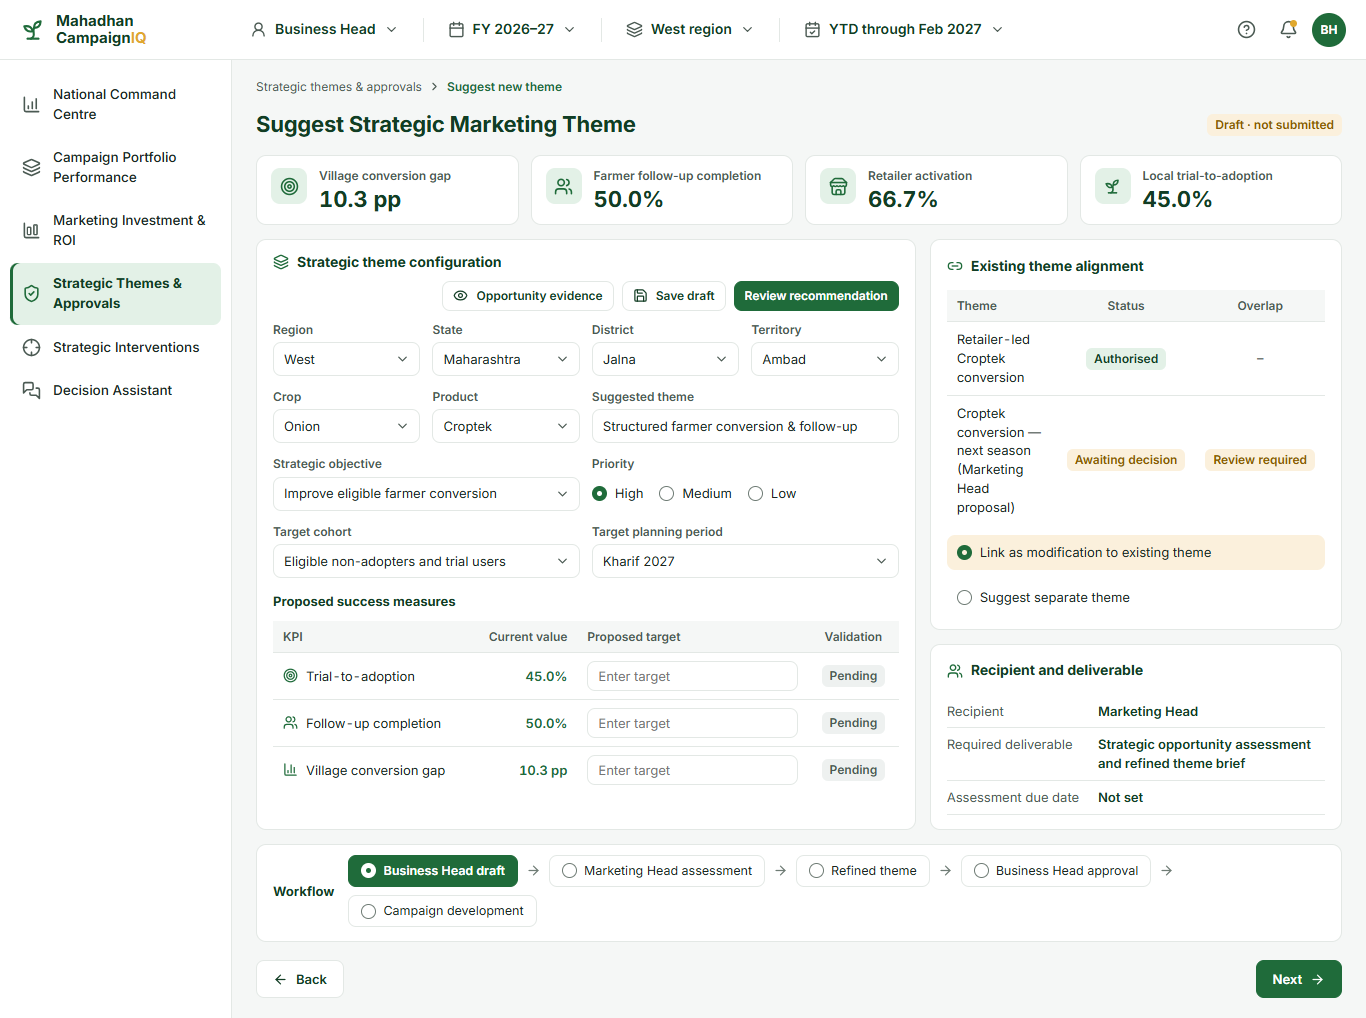 Mahadhan
CampaignIQ
Business Head
FY 2026–27
West region
YTD through Feb 2027
BH
National Command
Centre
Campaign Portfolio
Performance
Marketing Investment &
ROI
Strategic Themes &
Approvals
Strategic Interventions
Decision Assistant
Strategic themes & approvals
Suggest new theme
Suggest Strategic Marketing Theme
Draft · not submitted
Village conversion gap
10.3 pp
Farmer follow-up completion
50.0%
Retailer activation
66.7%
Local trial-to-adoption
45.0%
Strategic theme configuration
Opportunity evidence
Save draft
Review recommendation
Region
State
District
Territory
West
Maharashtra
Jalna
Ambad
Crop
Product
Suggested theme
Onion
Croptek
Structured farmer conversion & follow-up
Strategic objective
Priority
Improve eligible farmer conversion
High
Medium
Low
Target cohort
Target planning period
Eligible non-adopters and trial users
Kharif 2027
Proposed success measures
KPI
Current value
Proposed target
Validation
Trial-to-adoption
45.0%
Enter target
Pending
Follow-up completion
50.0%
Enter target
Pending
Village conversion gap
10.3 pp
Enter target
Pending
Existing theme alignment
Theme
Status
Overlap
Retailer-led
Croptek
conversion
Authorised
–
Croptek
conversion —
next season
(Marketing
Head
proposal)
Awaiting decision
Review required
Link as modification to existing theme
Suggest separate theme
Recipient and deliverable
Recipient
Marketing Head
Required deliverable
Strategic opportunity assessment
and refined theme brief
Assessment due date
Not set
Workflow
Business Head draft
Marketing Head assessment
Refined theme
Business Head approval
Campaign development
Back
Next